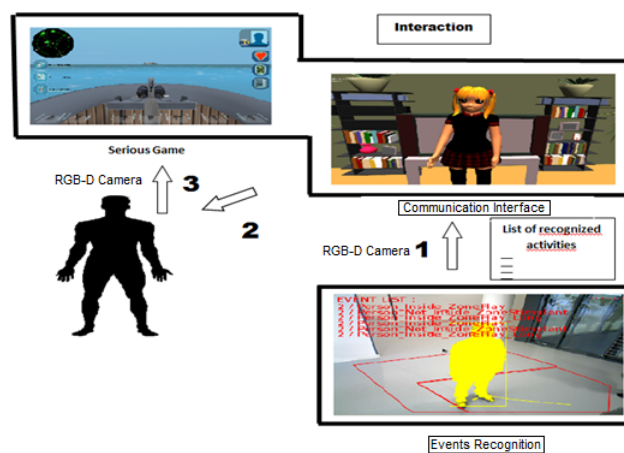 Interaction
Serious Game
RGB-D Camera
3
2
Communication Interface
RGB-D Camera
1
List of recognized
activities
EVENT LIST :
Events Recognition